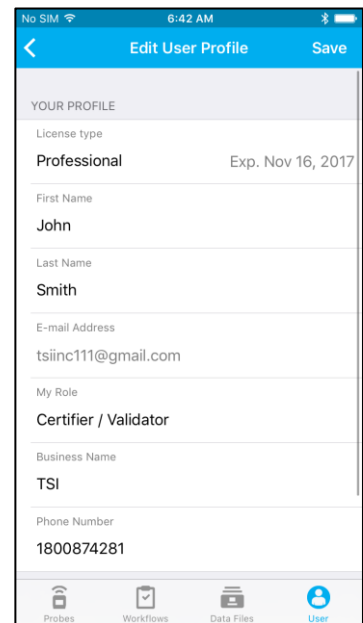 No SIM 6:42 AM
Edit User Profile Save
YOUR PROFILE
License type
Professional Exp. Nov 16, 2017
First Name
John
Last Name
Smith
E-mail Address
tsiinc111@gmail.com
My Role
Certifier / Validator
Business Name
TSI
Phone Number
1800874281
Probes Workflows Data Files User